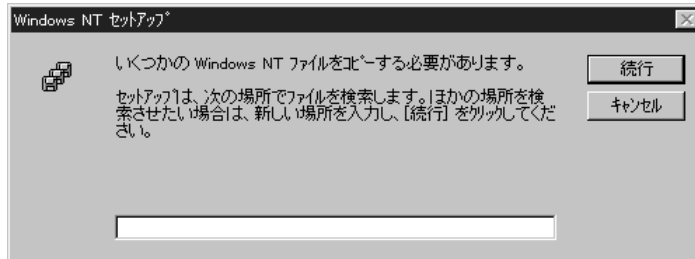 Windows NT ｾｯﾄｱｯﾌﾟ
いくつかの Windows NT ファイルをｺﾋﾟｰする必要があります。
続行
ｾｯﾄｱｯﾌﾟは、次の場所でファイルを検索します。ほかの場所を検
索させたい場合は、新しい場所を入力し、[続行] をｸﾘｯｸしてくだ
さい。
ｷｬﾝｾﾙ